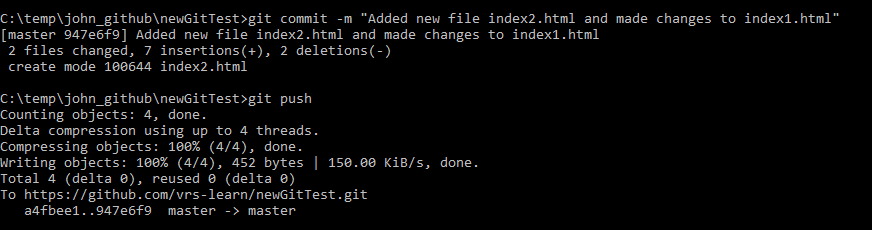 C:\temp\john_github\newGitTest>git commit -m "Added new file index2.html and made changes to index1.html"
[master 947e6f9] Added new file index2.html and made changes to index1.html
 2 files changed, 7 insertions(+), 2 deletions(-)
 create mode 100644 index2.html
C:\temp\john_github\newGitTest>git push
Counting objects: 4, done.
Delta compression using up to 4 threads.
Compressing objects: 100% (4/4), done.
Writing objects: 100% (4/4), 452 bytes | 150.00 KiB/s, done.
Total 4 (delta 0), reused 0 (delta 0)
To https://github.com/vrs-learn/newGitTest.git
   a4fbee1..947e6f9  master -> master